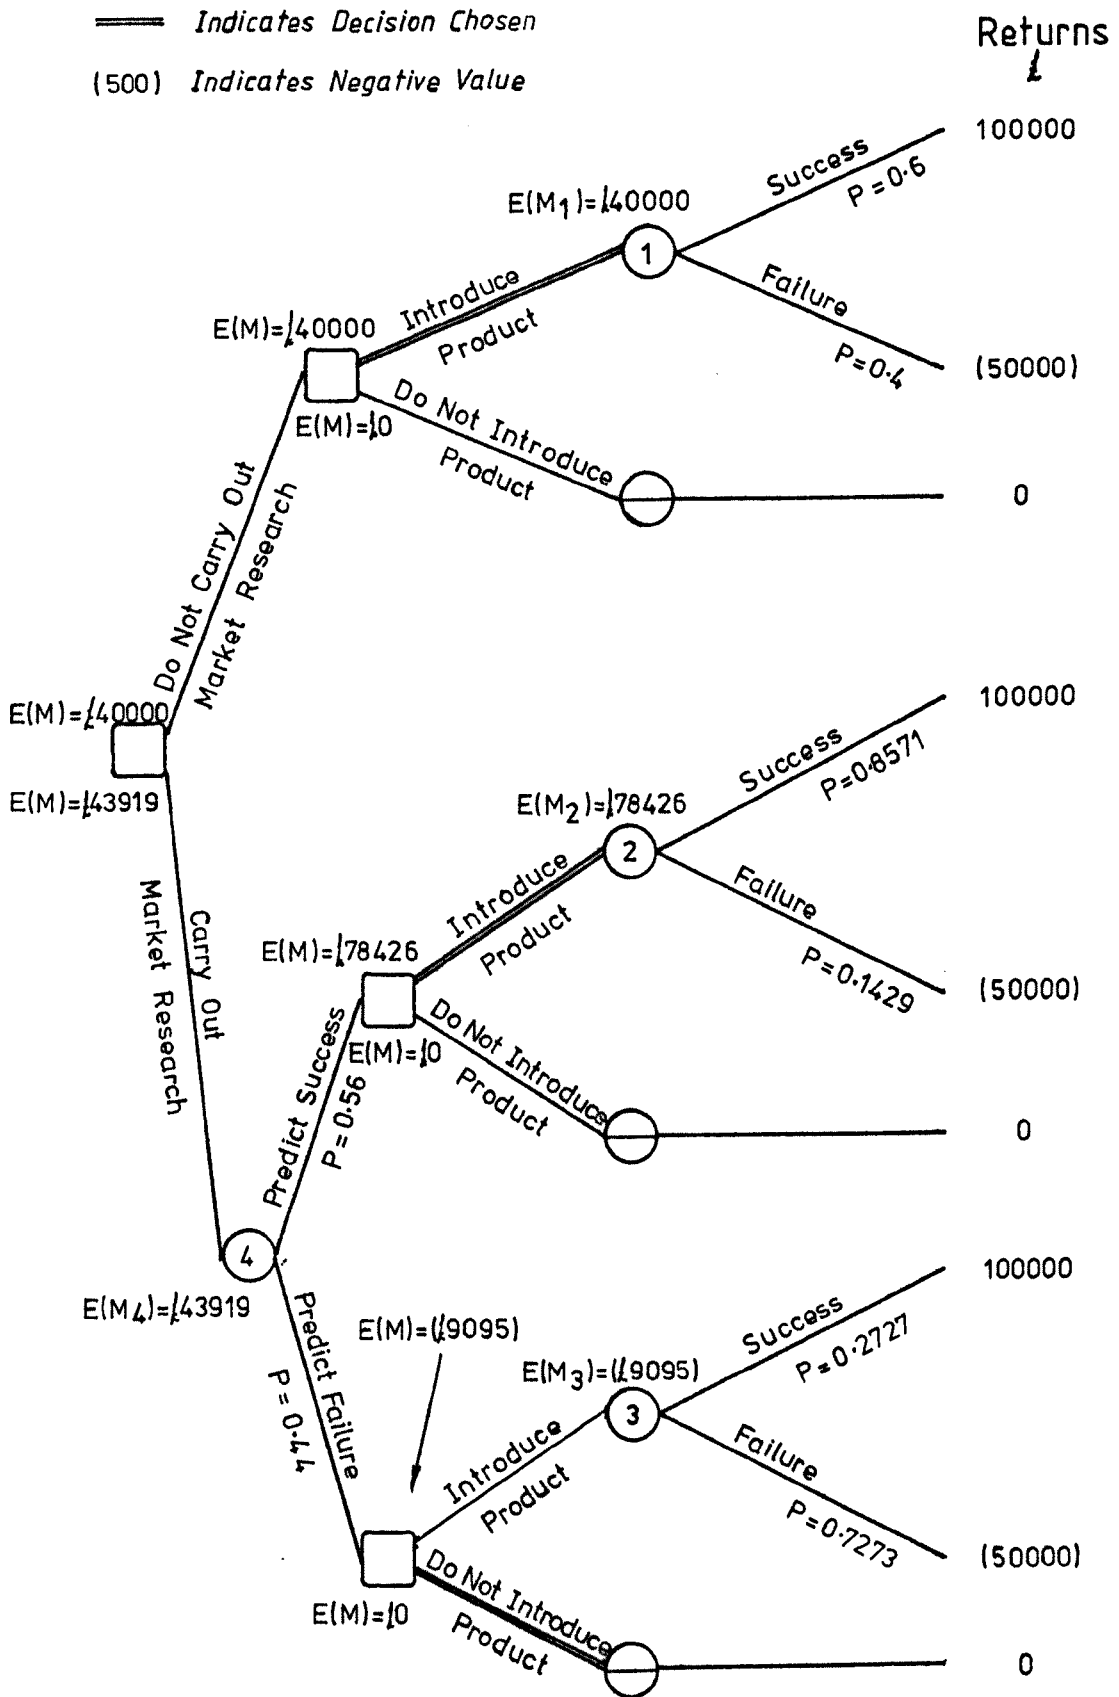 Indicates Decision Chosen
(500) Indicates Negative Value
Returns
£
100000
Success
P = 0·6
E(M1)=£40000
1
Failure
P=0·4
(50000)
Introduce
Product
E(M)=£40000
E(M)=£0
Do Not Introduce
Product
0
Do Not Carry Out
Market Research
E(M)=£40000
E(M)=£43919
Carry Out
Market Research
100000
Success
P=0·8571
E(M2)=£78426
2
Failure
P=0.1429
(50000)
Introduce
Product
E(M)=£78426
E(M)=£0
Do Not Introduce
Product
0
Predict Success
P=0·56
4
E(M4)=£43919
Predict Failure
P=0·44
E(M)=(£9095)
100000
Success
P=0·2727
E(M3)=(£9095)
3
Failure
P=0.7273
(50000)
Introduce
Product
E(M)=£0
Do Not Introduce
Product
0